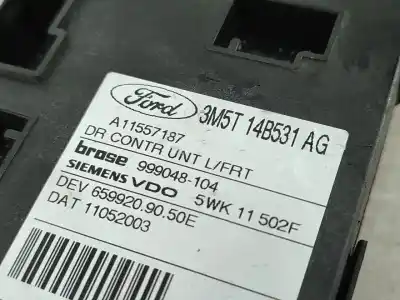 Ford 3M5T 14B531 AG
A11557187
DR CONTR UNT L/FRT
brose 999048-104
SIEMENS VDO 5WK 11 502F
DEV 659920.90.50E
DAT 11052003